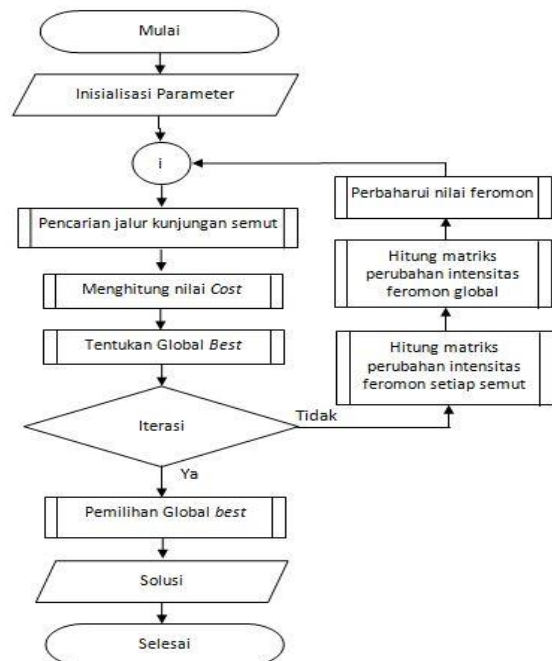 Mulai
Inisialisasi Parameter
i
Pencarian jalur kunjungan semut
Menghitung nilai Cost
Tentukan Global Best
Iterasi
Tidak
Ya
Hitung matriks
perubahan intensitas
feromon setiap semut
Hitung matriks
perubahan intensitas
feromon global
Perbaharui nilai feromon
Pemilihan Global best
Solusi
Selesai